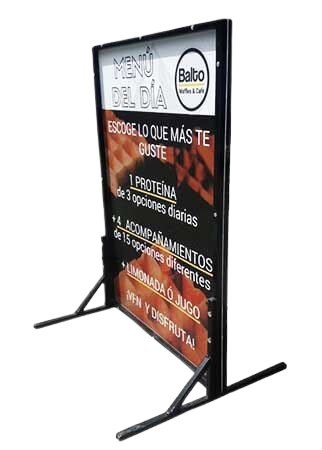 MENÚ
DEL DÍA
Balto
Waffles & Café
ESCOGE LO QUE MÁS TE
GUSTE
1 PROTEÍNA
de 3 opciones diarias
+ 4 ACOMPAÑAMIENTOS
de 15 opciones diferentes
+ LIMONADA Ó JUGO
¡VEN Y DISFRUTA!